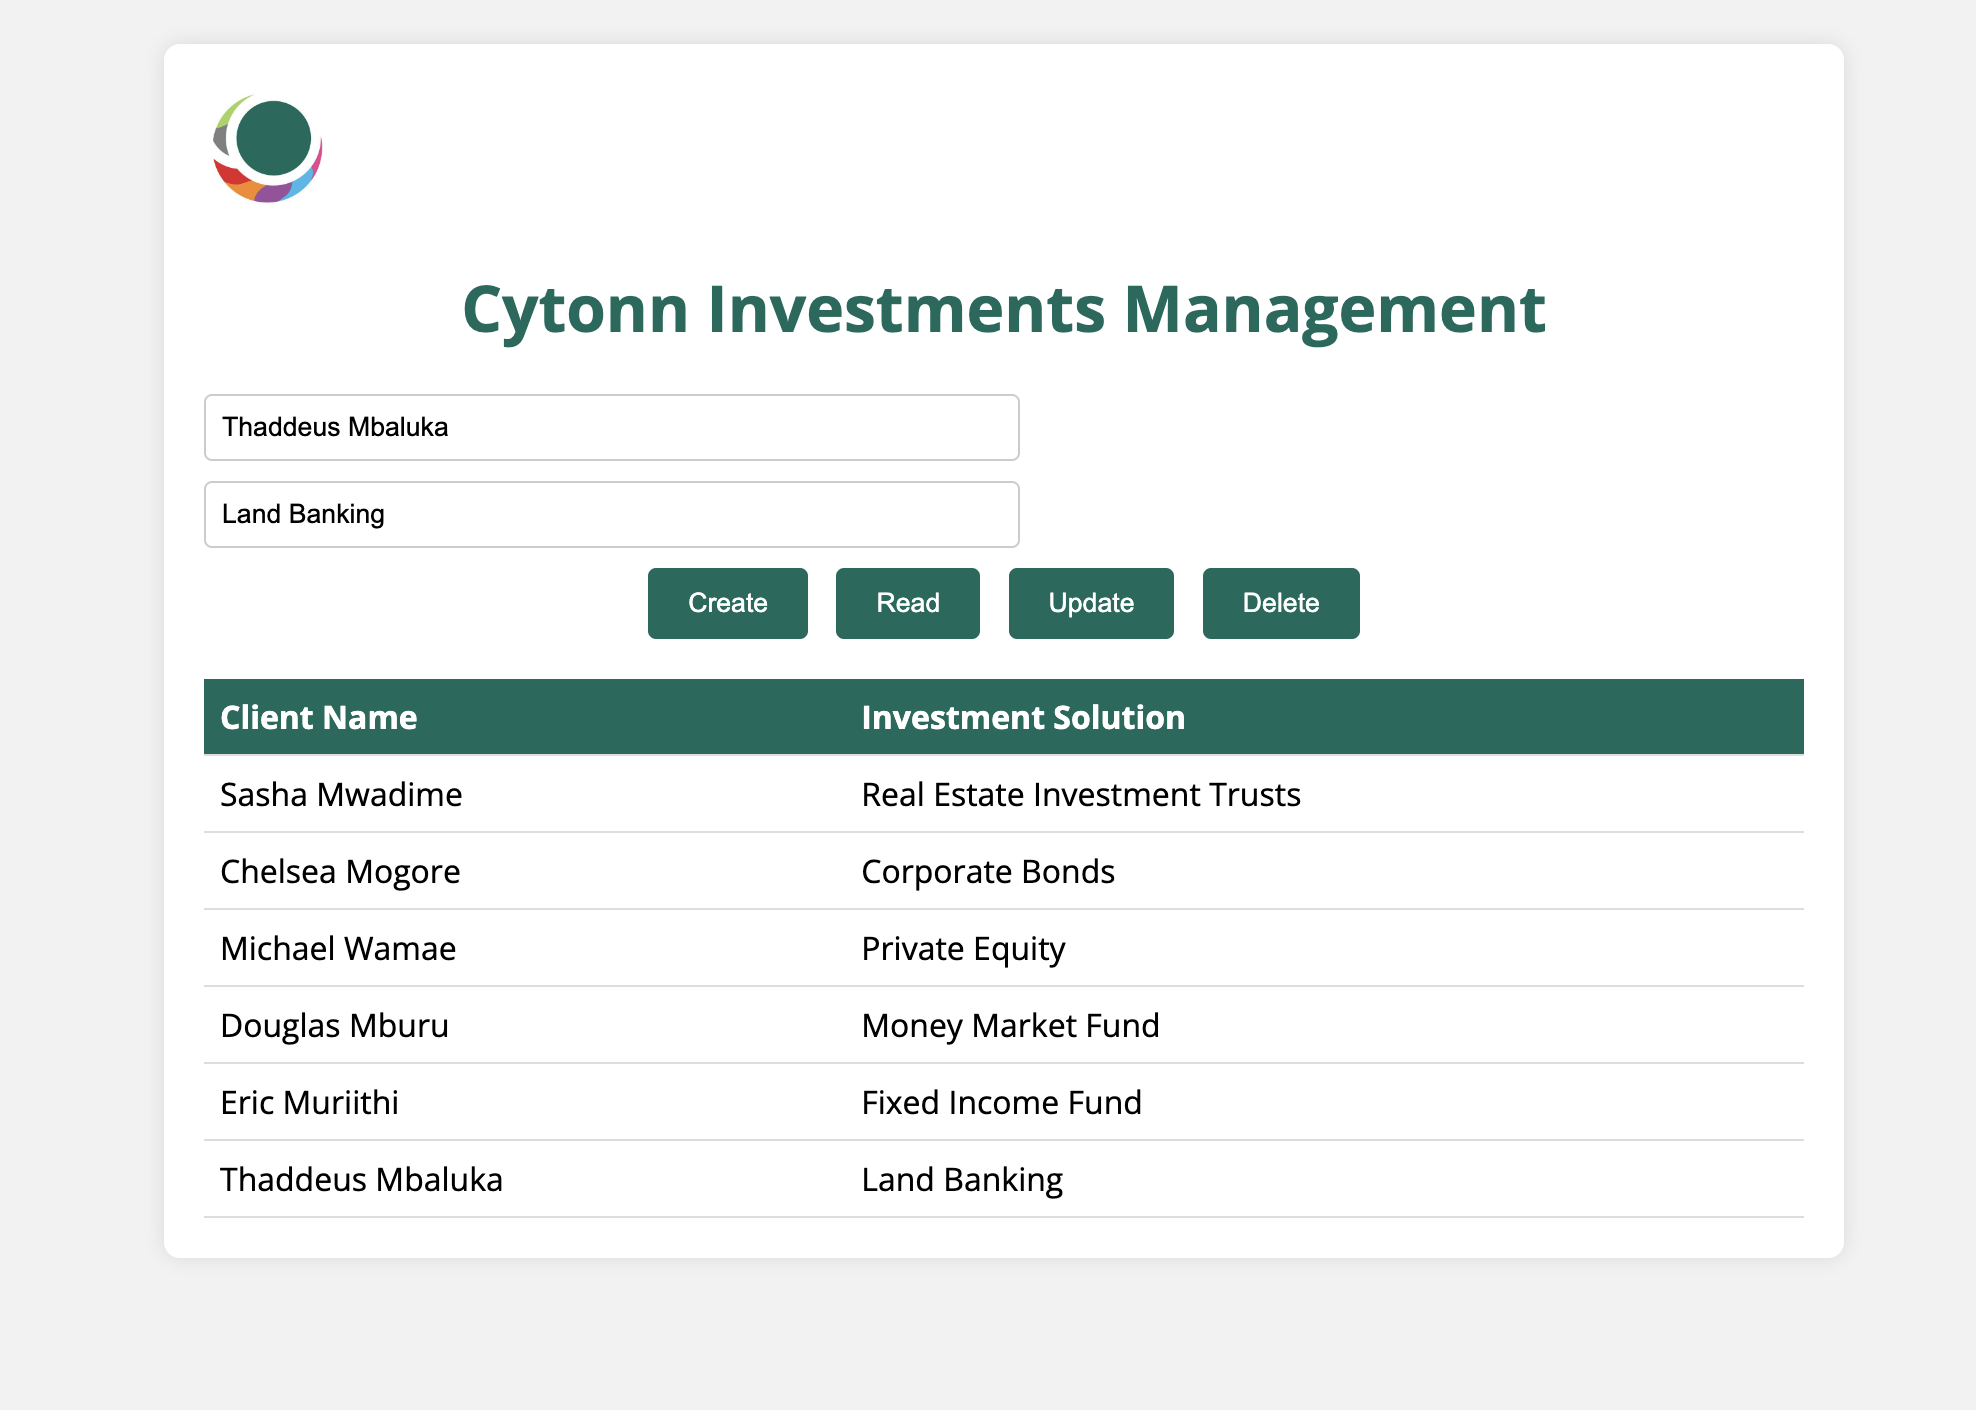 Cytonn Investments Management
Thaddeus Mbaluka
Land Banking
Create Read Update Delete
Client Name Investment Solution
Sasha Mwadime Real Estate Investment Trusts
Chelsea Mogore Corporate Bonds
Michael Wamae Private Equity
Douglas Mburu Money Market Fund
Eric Muriithi Fixed Income Fund
Thaddeus Mbaluka Land Banking